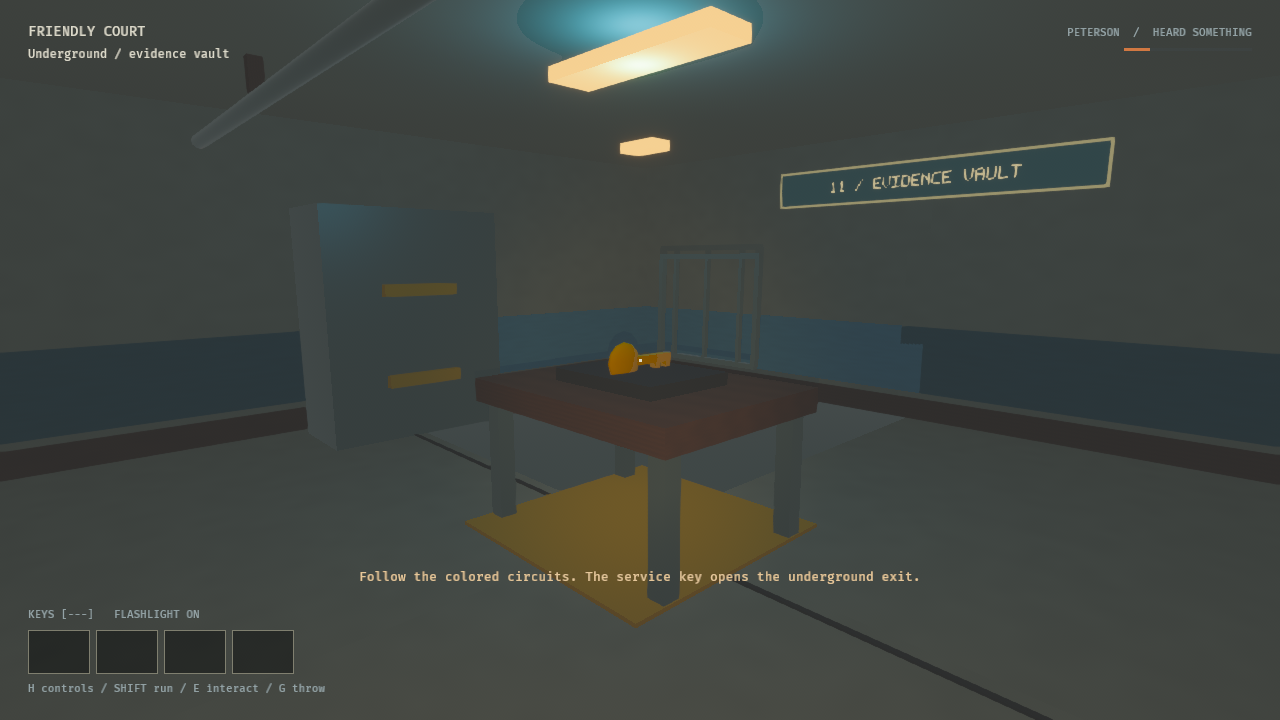 FRIENDLY COURT
Underground / evidence vault
PETERSON / HEARD SOMETHING
11 / EVIDENCE VAULT
Follow the colored circuits. The service key opens the underground exit.
KEYS [---] FLASHLIGHT ON
H controls / SHIFT run / E interact / G throw